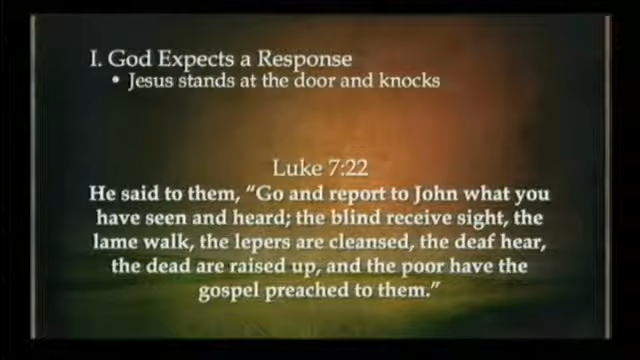 I. God Expects a Response
• Jesus stands at the door and knocks
Luke 7:22
He said to them, “Go and report to John what you
have seen and heard; the blind receive sight, the
lame walk, the lepers are cleansed, the deaf hear,
the dead are raised up, and the poor have the
gospel preached to them.”